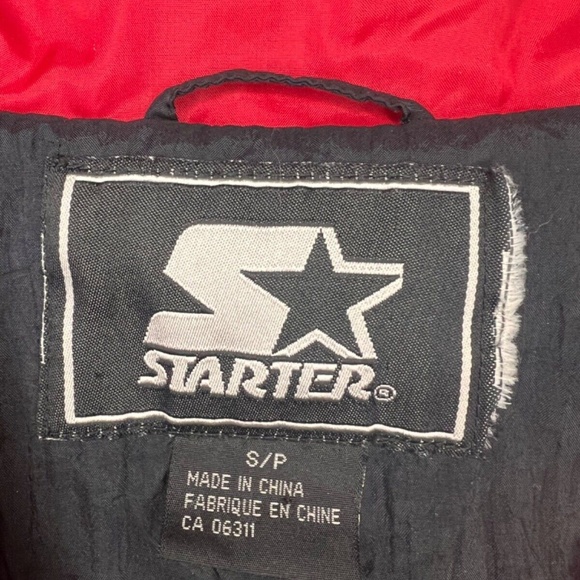 STARTER®
S/P
MADE IN CHINA
FABRIQUE EN CHINE
CA 06311